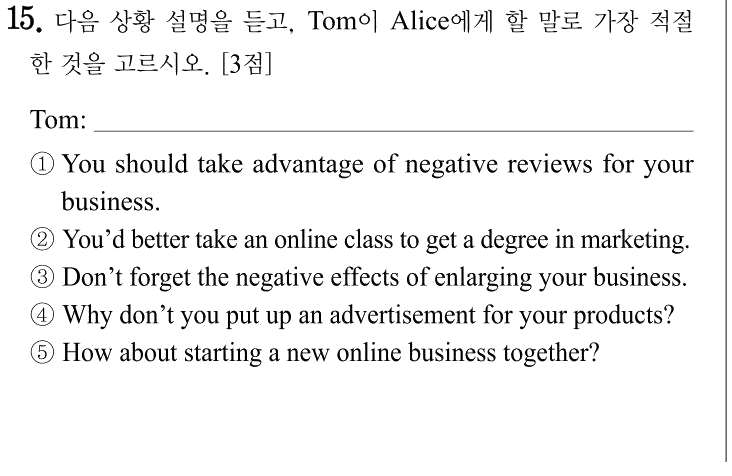 15. 다음 상황 설명을 듣고, Tom이 Alice에게 할 말로 가장 적절
한 것을 고르시오. [3점]
Tom:
① You should take advantage of negative reviews for your
business.
② You’d better take an online class to get a degree in marketing.
③ Don’t forget the negative effects of enlarging your business.
④ Why don’t you put up an advertisement for your products?
⑤ How about starting a new online business together?